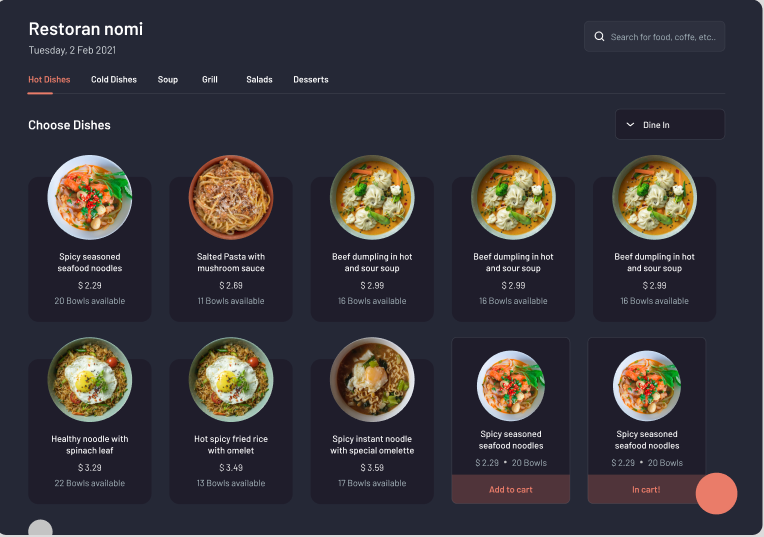 Restoran nomi
Tuesday, 2 Feb 2021
Search for food, coffe, etc..
Hot Dishes Cold Dishes Soup Grill Salads Desserts
Choose Dishes
Dine In
Spicy seasoned
seafood noodles
$ 2.29
20 Bowls available
Salted Pasta with
mushroom sauce
$ 2.69
11 Bowls available
Beef dumpling in hot
and sour soup
$ 2.99
16 Bowls available
Beef dumpling in hot
and sour soup
$ 2.99
16 Bowls available
Beef dumpling in hot
and sour soup
$ 2.99
16 Bowls available
Healthy noodle with
spinach leaf
$ 3.29
22 Bowls available
Hot spicy fried rice
with omelet
$ 3.49
13 Bowls available
Spicy instant noodle
with special omelette
$ 3.59
17 Bowls available
Spicy seasoned
seafood noodles
$ 2.29 • 20 Bowls
Add to cart
Spicy seasoned
seafood noodles
$ 2.29 • 20 Bowls
In cart!